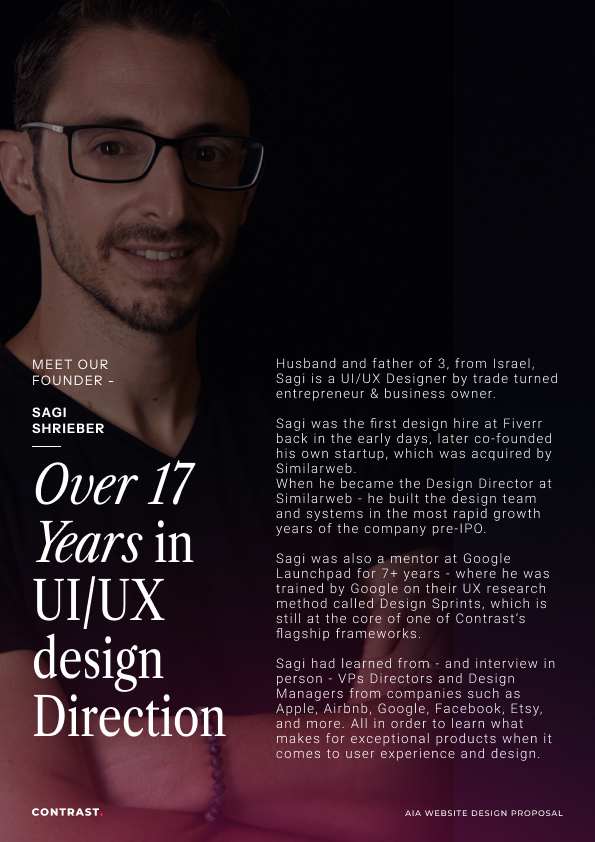 MEET OUR
FOUNDER -
SAGI
SHRIEBER
Over 17
Years in
UI/UX
design
Direction
Husband and father of 3, from Israel,
Sagi is a UI/UX Designer by trade turned
entrepreneur & business owner.
Sagi was the first design hire at Fiverr
back in the early days, later co-founded
his own startup, which was acquired by
Similarweb.
When he became the Design Director at
Similarweb - he built the design team
and systems in the most rapid growth
years of the company pre-IPO.
Sagi was also a mentor at Google
Launchpad for 7+ years - where he was
trained by Google on their UX research
method called Design Sprints, which is
still at the core of one of Contrast's
flagship frameworks.
Sagi had learned from - and interview in
person - VPs Directors and Design
Managers from companies such as
Apple, Airbnb, Google, Facebook, Etsy,
and more. All in order to learn what
makes for exceptional products when it
comes to user experience and design.
CONTRAST.
AIA WEBSITE DESIGN PROPOSAL